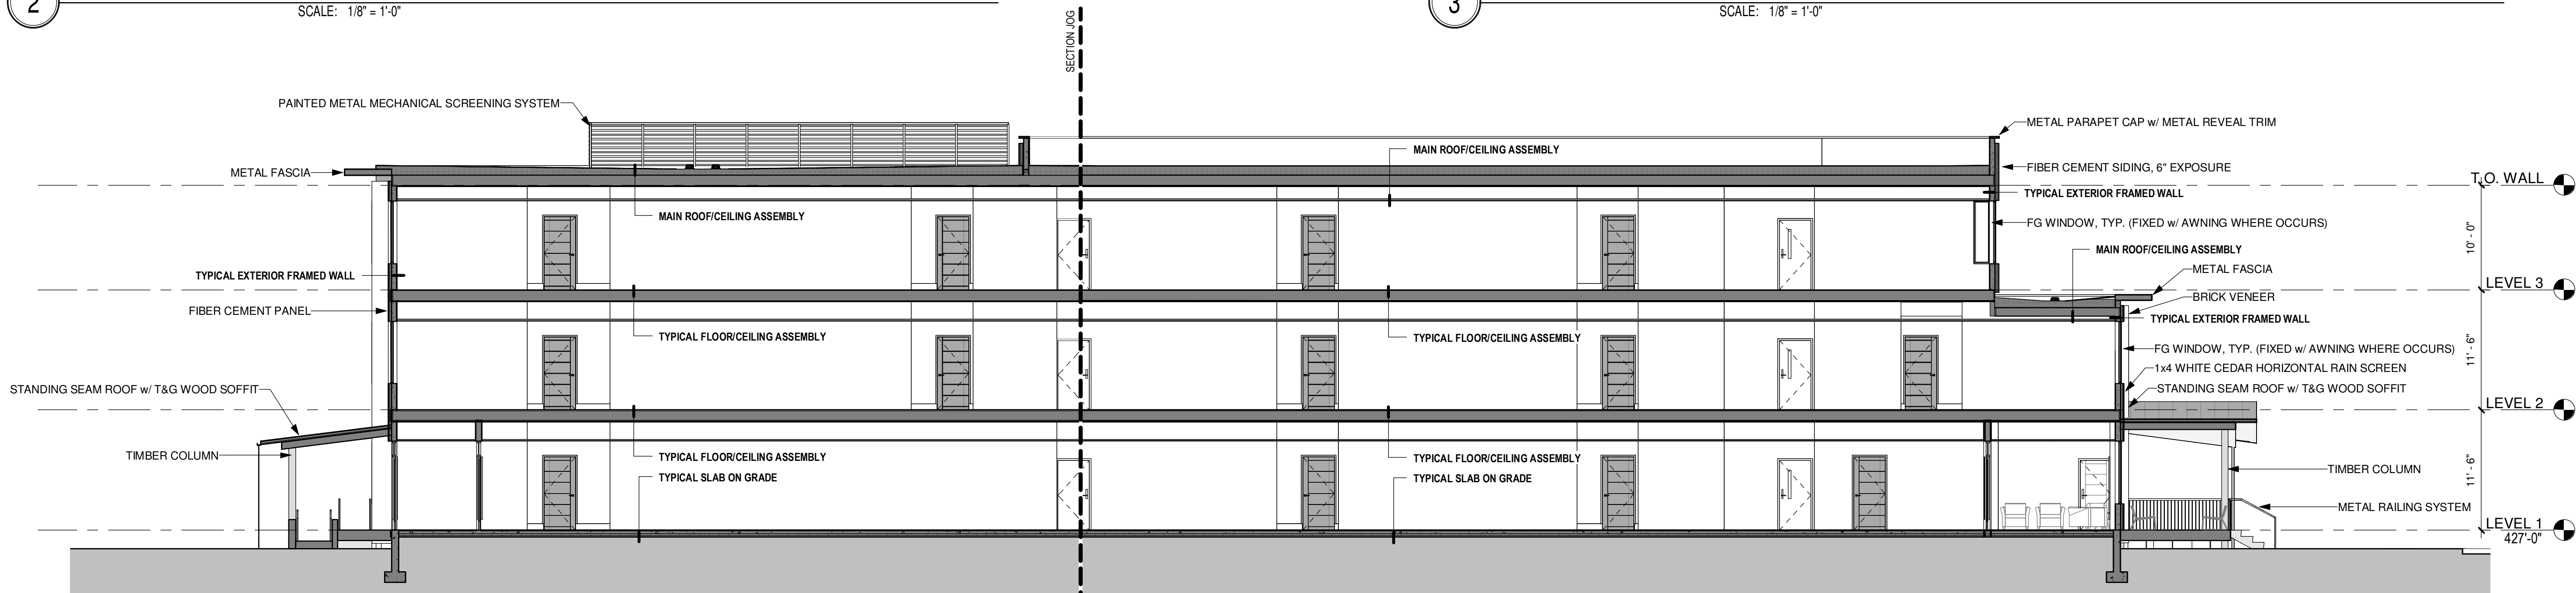 2
SCALE: 1/8" = 1'-0"
3
SCALE: 1/8" = 1'-0"
SECTION JOG
PAINTED METAL MECHANICAL SCREENING SYSTEM
METAL PARAPET CAP w/ METAL REVEAL TRIM
MAIN ROOF/CEILING ASSEMBLY
METAL FASCIA
FIBER CEMENT SIDING, 6" EXPOSURE
T.O. WALL
TYPICAL EXTERIOR FRAMED WALL
MAIN ROOF/CEILING ASSEMBLY
FG WINDOW, TYP. (FIXED w/ AWNING WHERE OCCURS)
10' - 0"
MAIN ROOF/CEILING ASSEMBLY
TYPICAL EXTERIOR FRAMED WALL
METAL FASCIA
LEVEL 3
BRICK VENEER
FIBER CEMENT PANEL
TYPICAL EXTERIOR FRAMED WALL
TYPICAL FLOOR/CEILING ASSEMBLY
TYPICAL FLOOR/CEILING ASSEMBLY
FG WINDOW, TYP. (FIXED w/ AWNING WHERE OCCURS)
11' - 6"
1x4 WHITE CEDAR HORIZONTAL RAIN SCREEN
STANDING SEAM ROOF w/ T&G WOOD SOFFIT
STANDING SEAM ROOF w/ T&G WOOD SOFFIT
LEVEL 2
TIMBER COLUMN
TYPICAL FLOOR/CEILING ASSEMBLY
TYPICAL FLOOR/CEILING ASSEMBLY
TIMBER COLUMN
11' - 6"
TYPICAL SLAB ON GRADE
TYPICAL SLAB ON GRADE
METAL RAILING SYSTEM
LEVEL 1
427'-0"